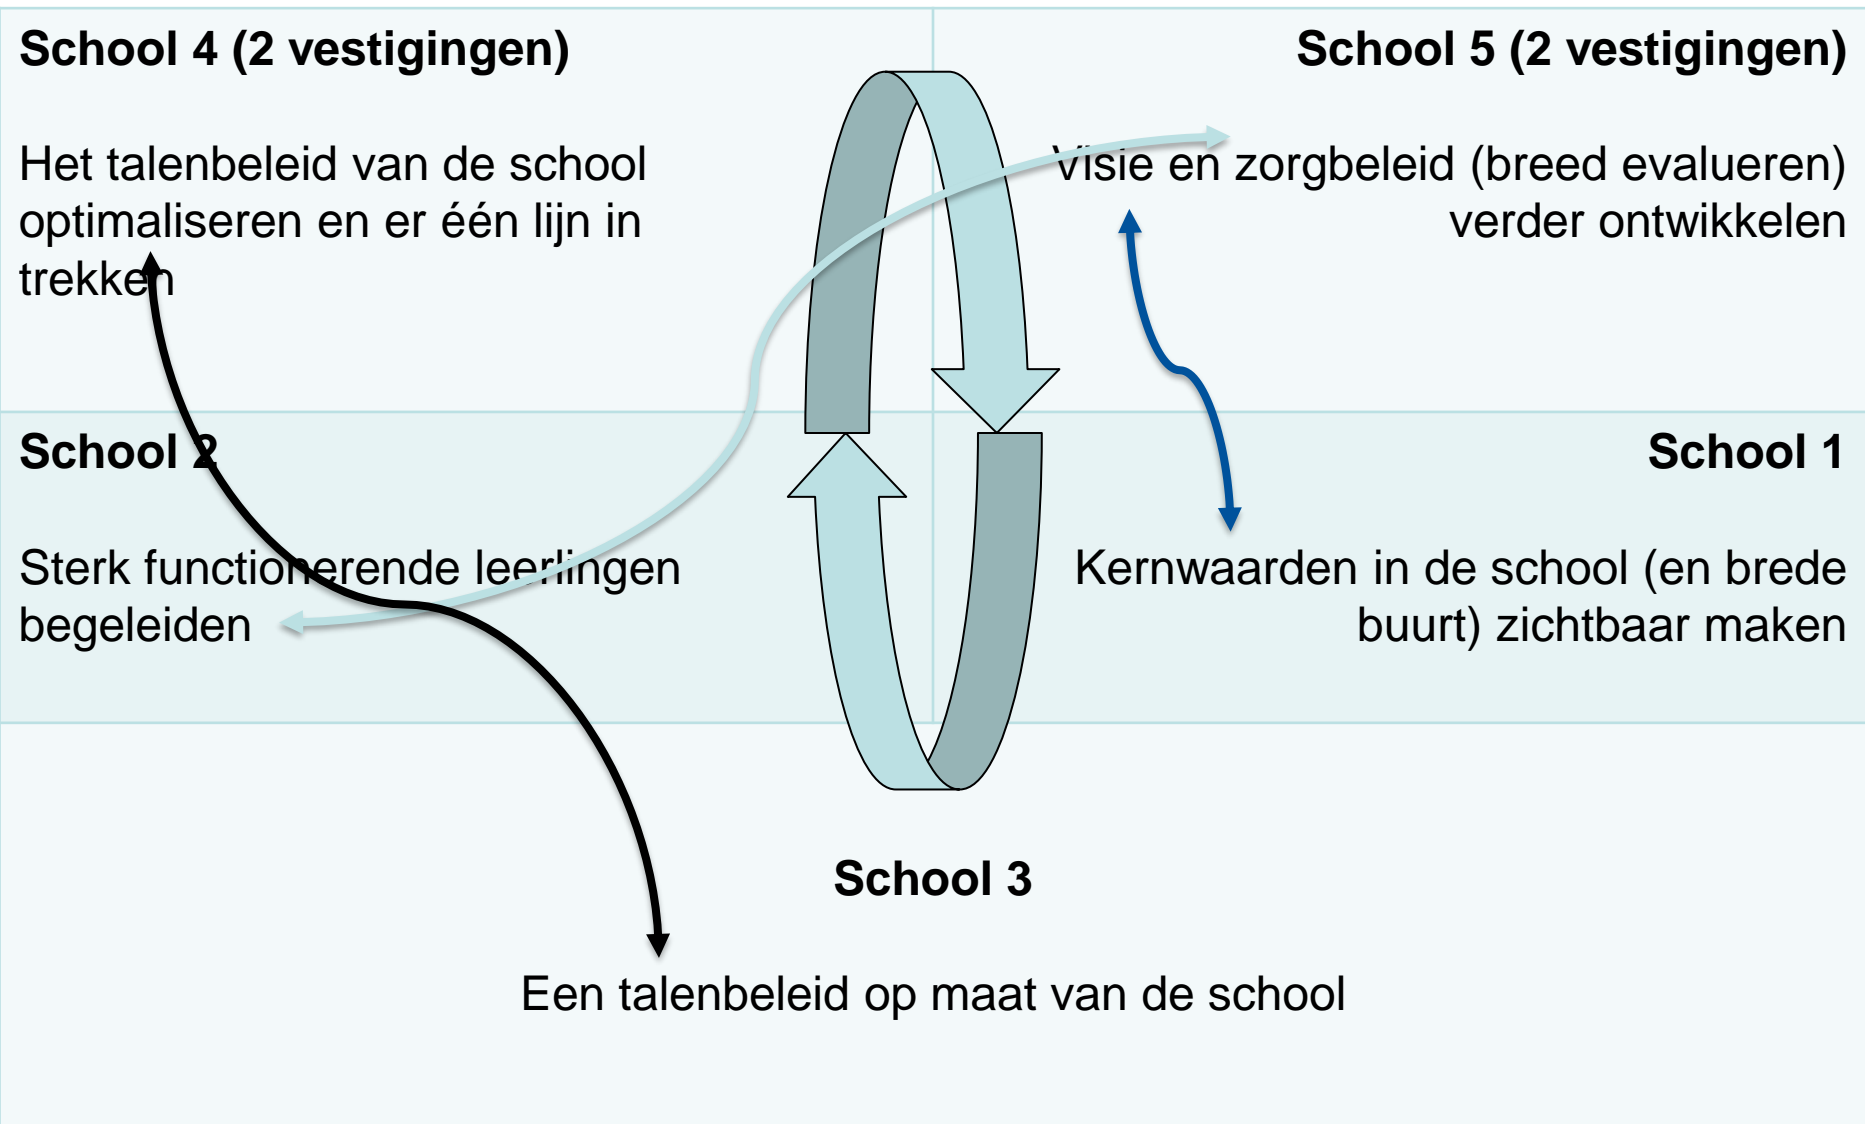 School 4 (2 vestigingen)
Het talenbeleid van de school
optimaliseren en er één lijn in
trekken
School 5 (2 vestigingen)
Visie en zorgbeleid (breed evalueren)
verder ontwikkelen
School 2
Sterk functionerende leerlingen
begeleiden
School 1
Kernwaarden in de school (en brede
buurt) zichtbaar maken
School 3
Een talenbeleid op maat van de school